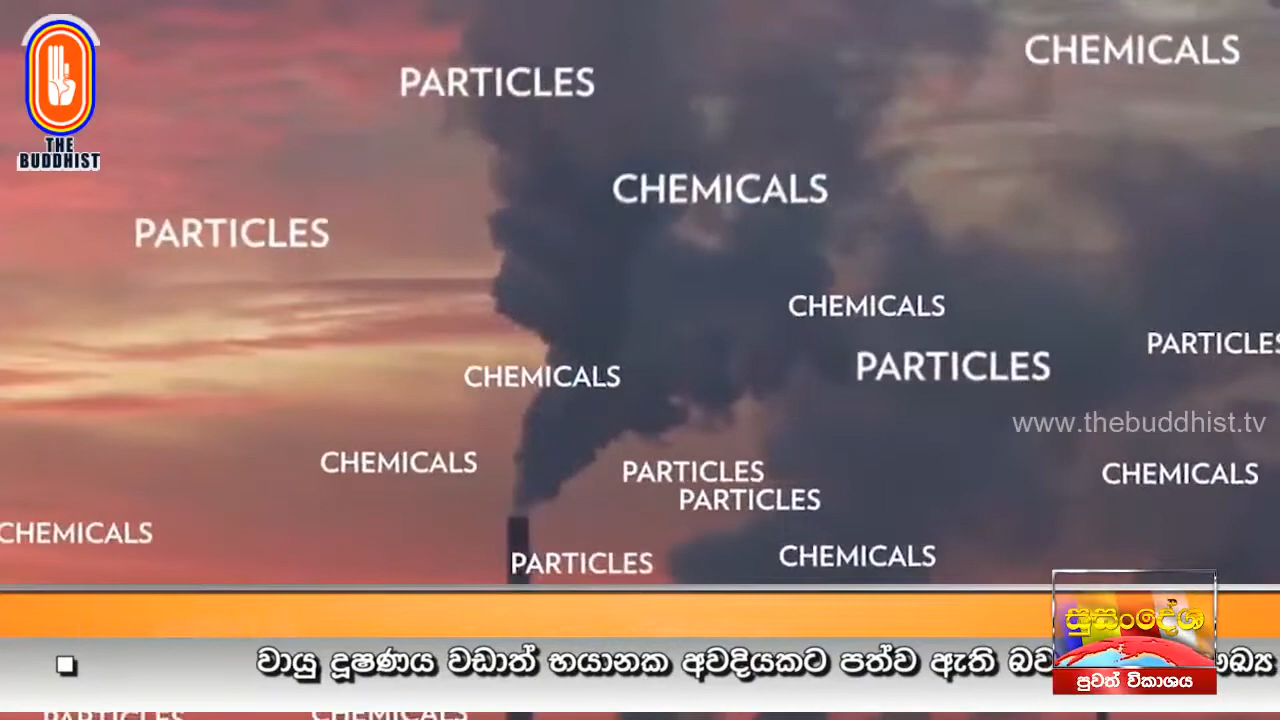 CHEMICALS
PARTICLES
THE
BUDDHIST
CHEMICALS
PARTICLES
CHEMICALS
PARTICLES
PARTICLES
CHEMICALS
www.thebuddhist.tv
CHEMICALS
PARTICLES
CHEMICALS
PARTICLES
CHEMICALS
CHEMICALS
PARTICLES
සුසංදේශ
වායු දූෂණය වඩාත් භයානක අවදියකට පත්ව ඇති බව
පුවත් විකාශය
PARTICLES CHEMICALS